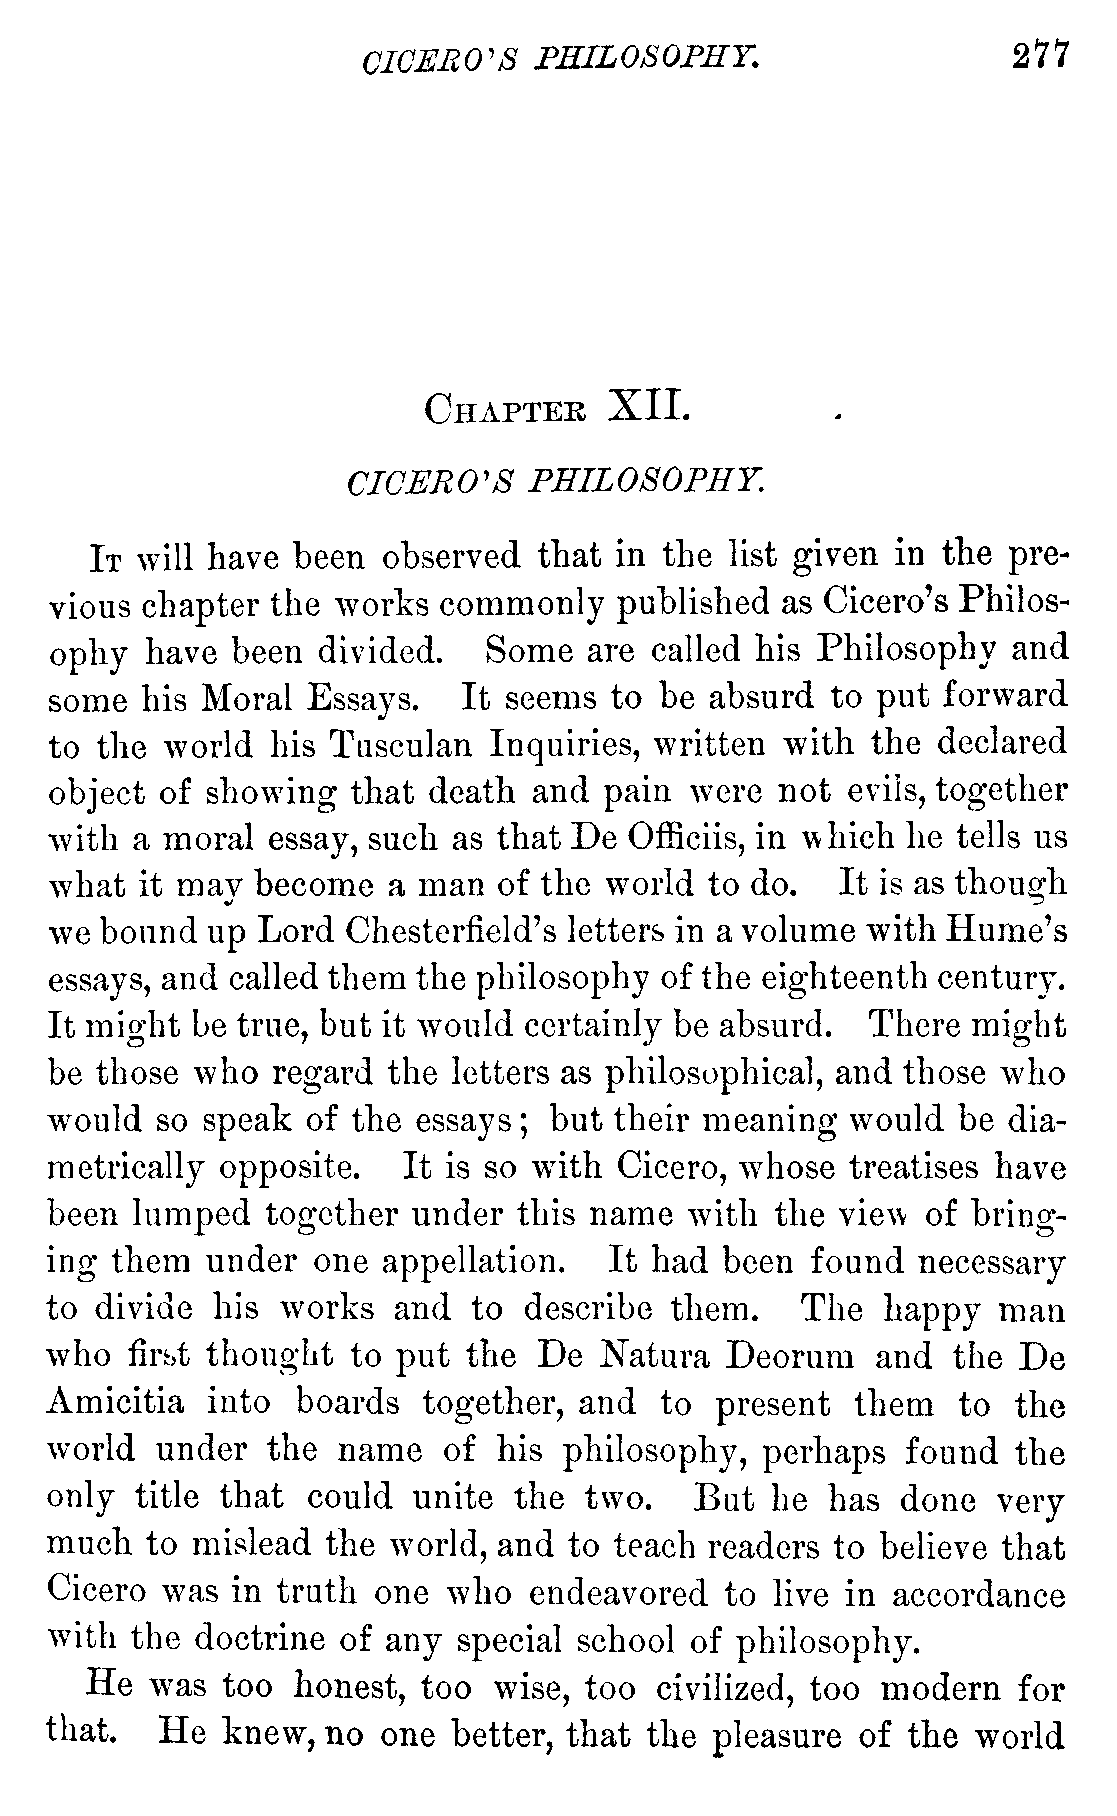 CICERO'S PHILOSOPHY. 277
CHAPTER XII.
CICERO'S PHILOSOPHY.
IT will have been observed that in the list given in the pre-
vious chapter the works commonly published as Cicero's Philos-
ophy have been divided. Some are called his Philosophy and
some his Moral Essays. It seems to be absurd to put forward
to the world his Tusculan Inquiries, written with the declared
object of showing that death and pain were not evils, together
with a moral essay, such as that De Officiis, in which he tells us
what it may become a man of the world to do. It is as though
we bound up Lord Chesterfield's letters in a volume with Hume's
essays, and called them the philosophy of the eighteenth century.
It might be true, but it would certainly be absurd. There might
be those who regard the letters as philosophical, and those who
would so speak of the essays; but their meaning would be dia-
metrically opposite. It is so with Cicero, whose treatises have
been lumped together under this name with the view of bring-
ing them under one appellation. It had been found necessary
to divide his works and to describe them. The happy man
who first thought to put the De Natura Deorum and the De
Amicitia into boards together, and to present them to the
world under the name of his philosophy, perhaps found the
only title that could unite the two. But he has done very
much to mislead the world, and to teach readers to believe that
Cicero was in truth one who endeavored to live in accordance
with the doctrine of any special school of philosophy.
He was too honest, too wise, too civilized, too modern for
that. He knew, no one better, that the pleasure of the world